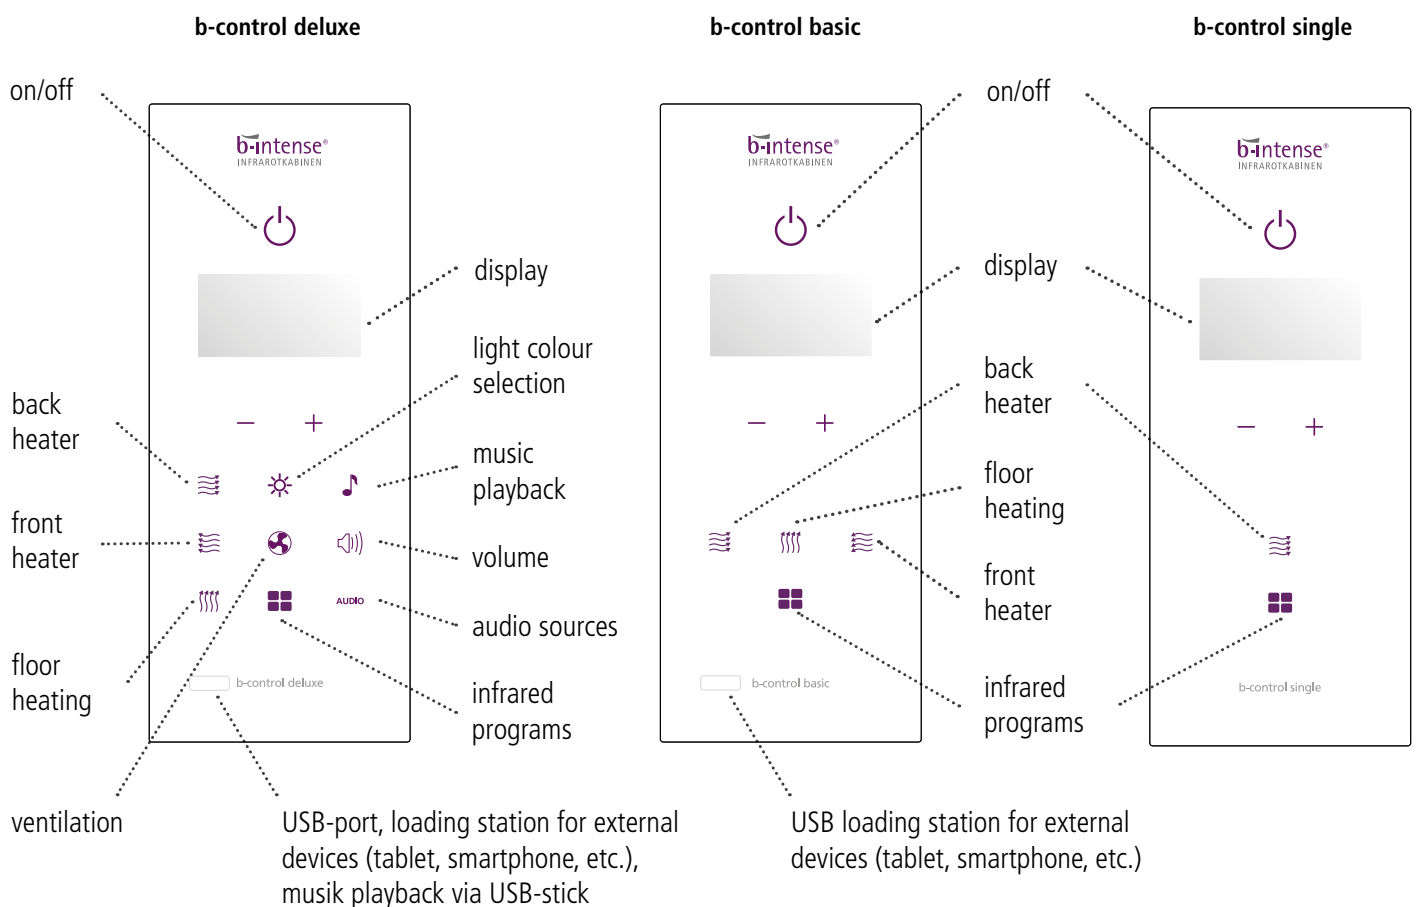 b-control deluxe
b-control basic
b-control single
on/off
b-intense®
INFRAROTKABINEN
display
light colour
selection
back
heater
music
playback
front
heater
volume
AUDIO
audio sources
floor
heating
b-control deluxe
infrared
programs
ventilation
USB-port, loading station for external
devices (tablet, smartphone, etc.),
musik playback via USB-stick
on/off
b-intense®
INFRAROTKABINEN
display
back
heater
floor
heating
front
heater
infrared
programs
b-control basic
USB loading station for external
devices (tablet, smartphone, etc.)
b-intense®
INFRAROTKABINEN
b-control single